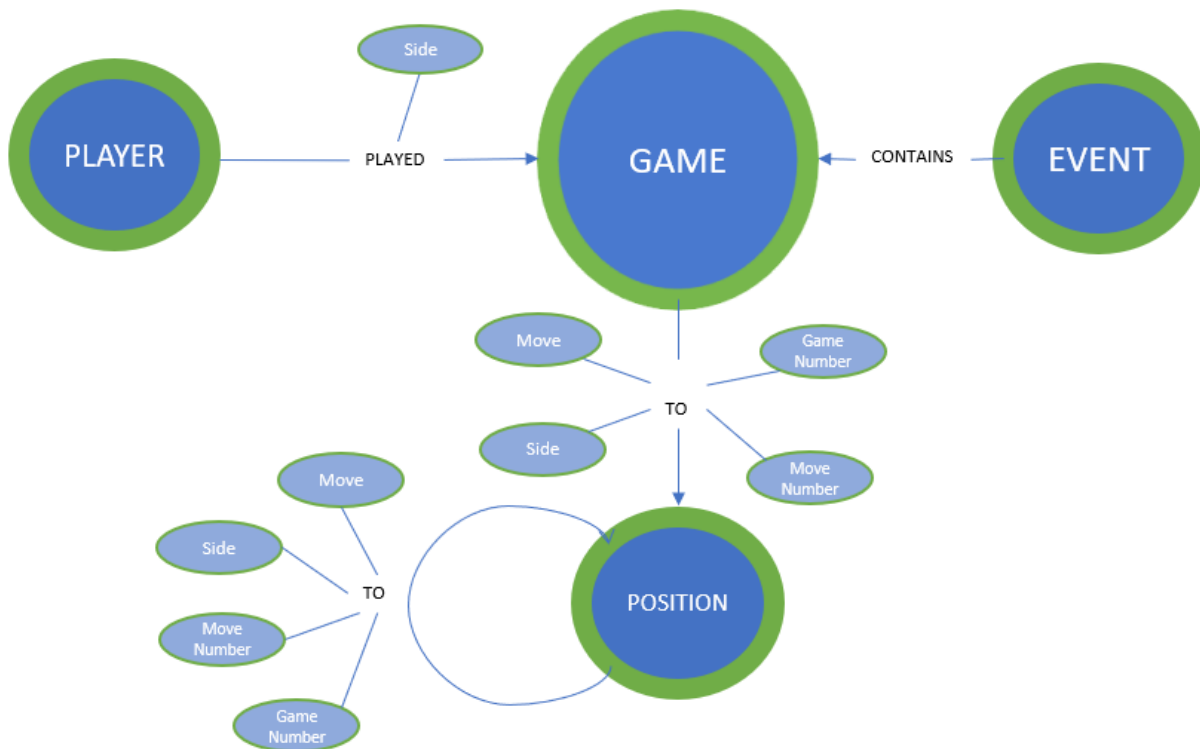 Side
PLAYER
PLAYED
GAME
CONTAINS
EVENT
Move
Game
Number
TO
Side
Move
Number
Move
Side
TO
POSITION
Move
Number
Game
Number